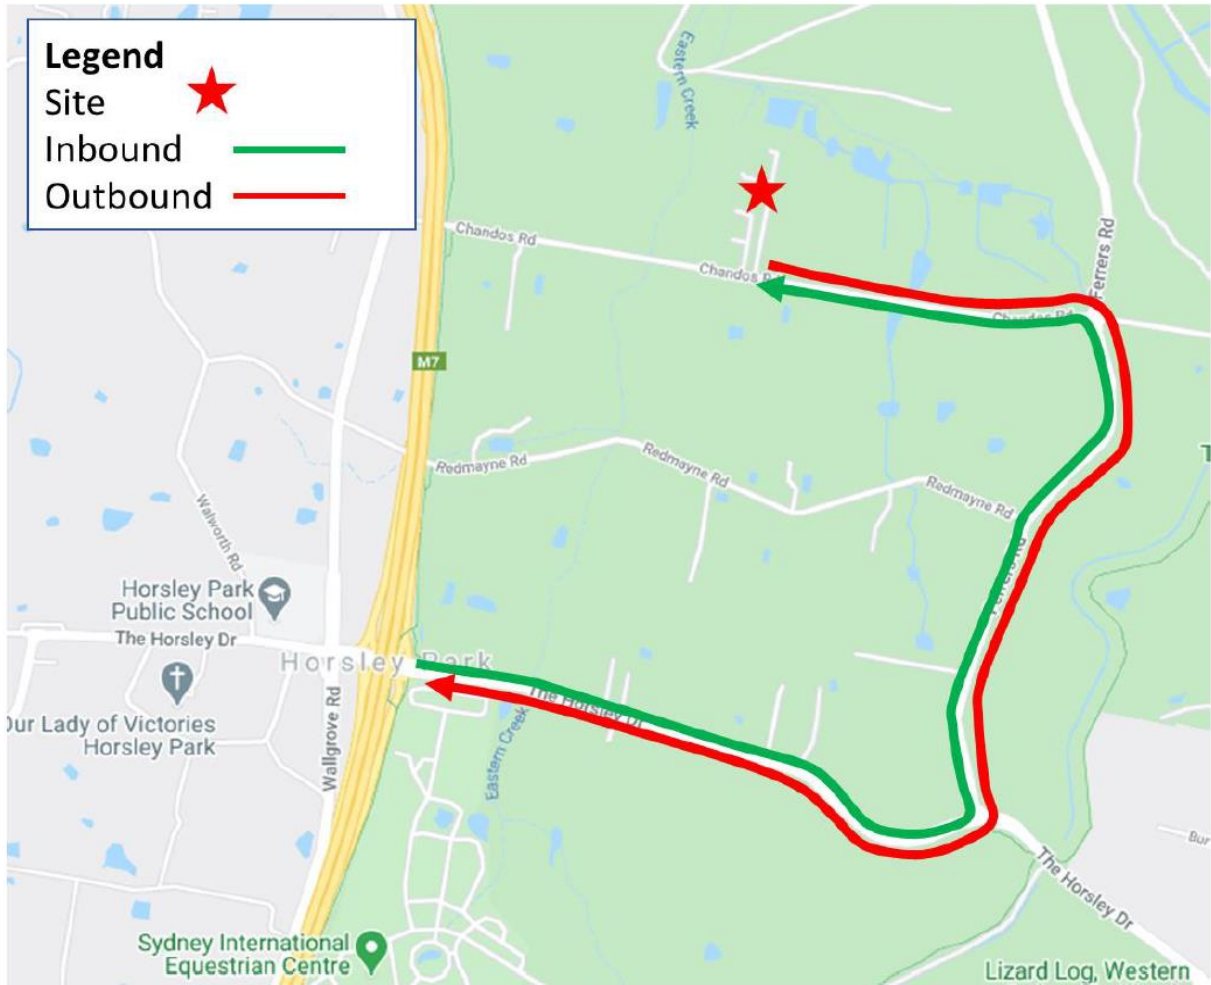 Legend
Site
Inbound
Outbound
Eastern Creek
Chandos Rd
Chandos
Ferrers Rd
Chandos Rd
M7
Redmayne Rd
Redmayne Rd
Redmayne Rd
Walworth Rd
Ferrers Rd
Horsley Park
Public School
The Horsley Dr
Horsley Park
Our Lady of Victories
Horsley Park
Wallgrove Rd
The Horsley Dr
Eastern Creek
The Horsley Dr
Bur
Sydney International
Equestrian Centre
Lizard Log, Western